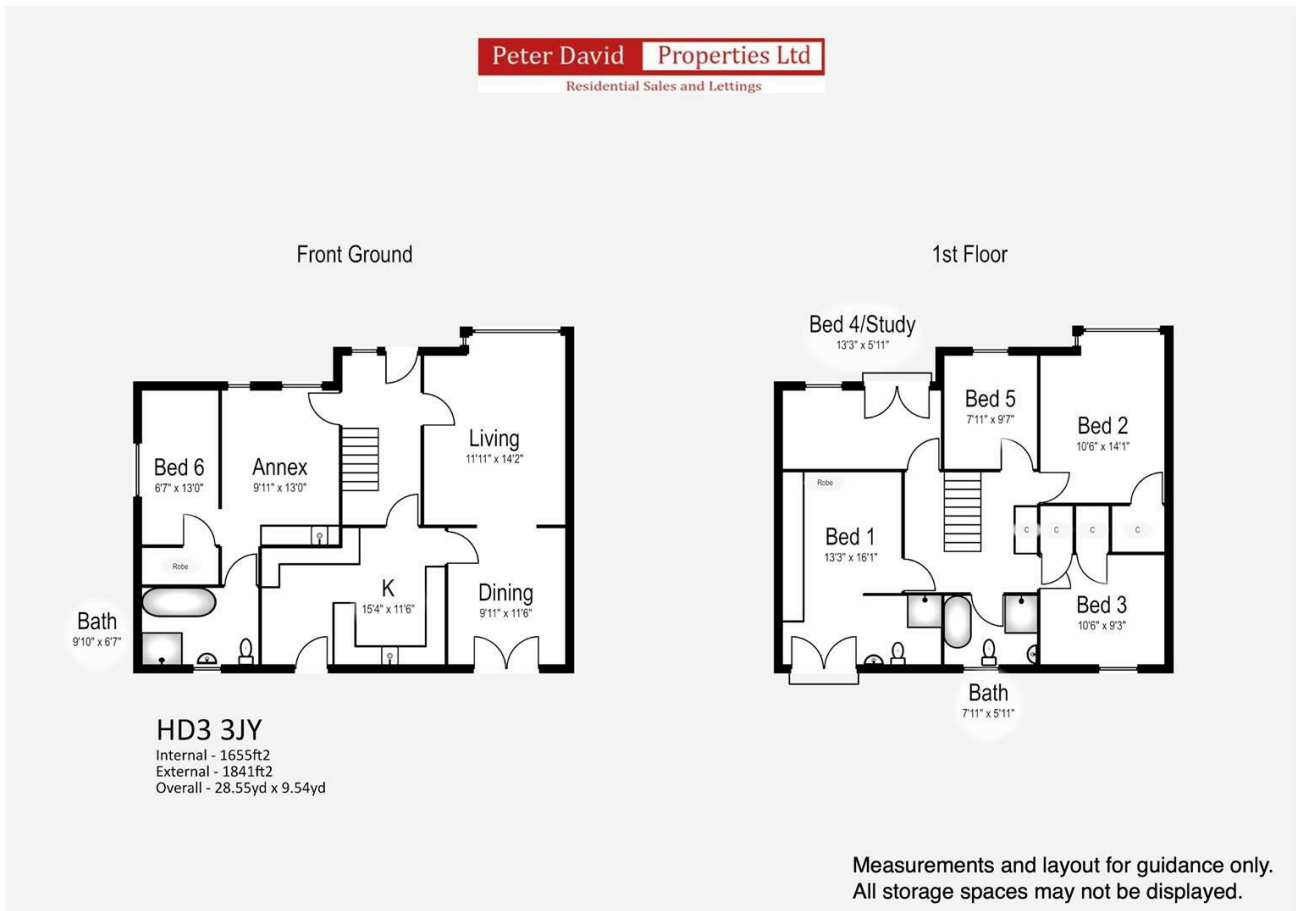 Peter David Properties Ltd
Residential Sales and Lettings
Front Ground
Bed 6
6'7" x 13'0"
Annex
9'11" x 13'0"
Living
11'11" x 14'2"
Robe
K
15'4" x 11'6"
Dining
9'11" x 11'6"
Bath
9'10" x 6'7"
1st Floor
Bed 4/Study
13'3" x 5'11"
Bed 5
7'11" x 9'7"
Bed 2
10'6" x 14'1"
Robe
Bed 1
13'3" x 16'1"
C
C
C
C
Bed 3
10'6" x 9'3"
Bath
7'11" x 5'11"
HD3 3JY
Internal - 1655ft2
External - 1841ft2
Overall - 28.55yd x 9.54yd
Measurements and layout for guidance only.
All storage spaces may not be displayed.